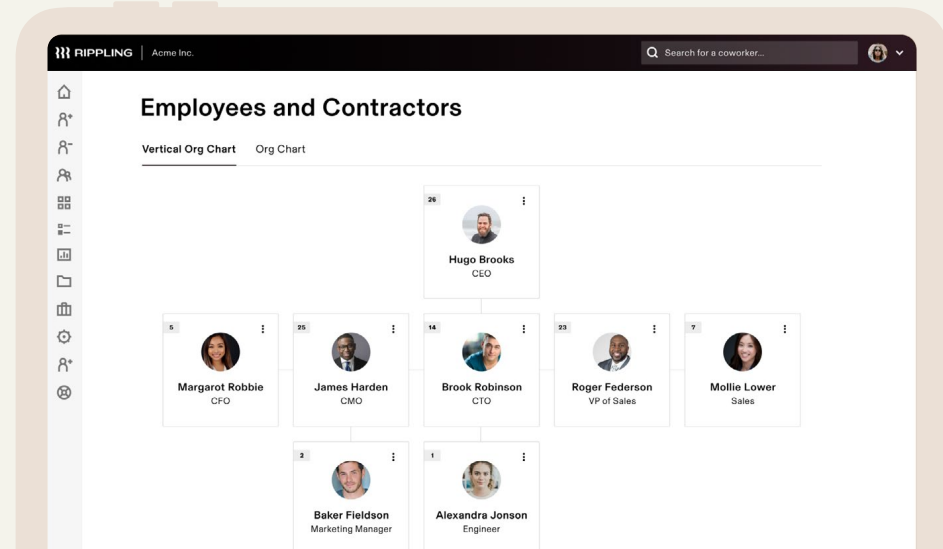 RIPPLING
Acme Inc.
Search for a coworker...
Employees and Contractors
Vertical Org Chart
Org Chart
26
Hugo Brooks
CEO
5
Margarot Robbie
CFO
25
James Harden
CMO
14
Brook Robinson
CTO
23
Roger Federson
VP of Sales
7
Mollie Lower
Sales
2
Baker Fieldson
Marketing Manager
1
Alexandra Jonson
Engineer